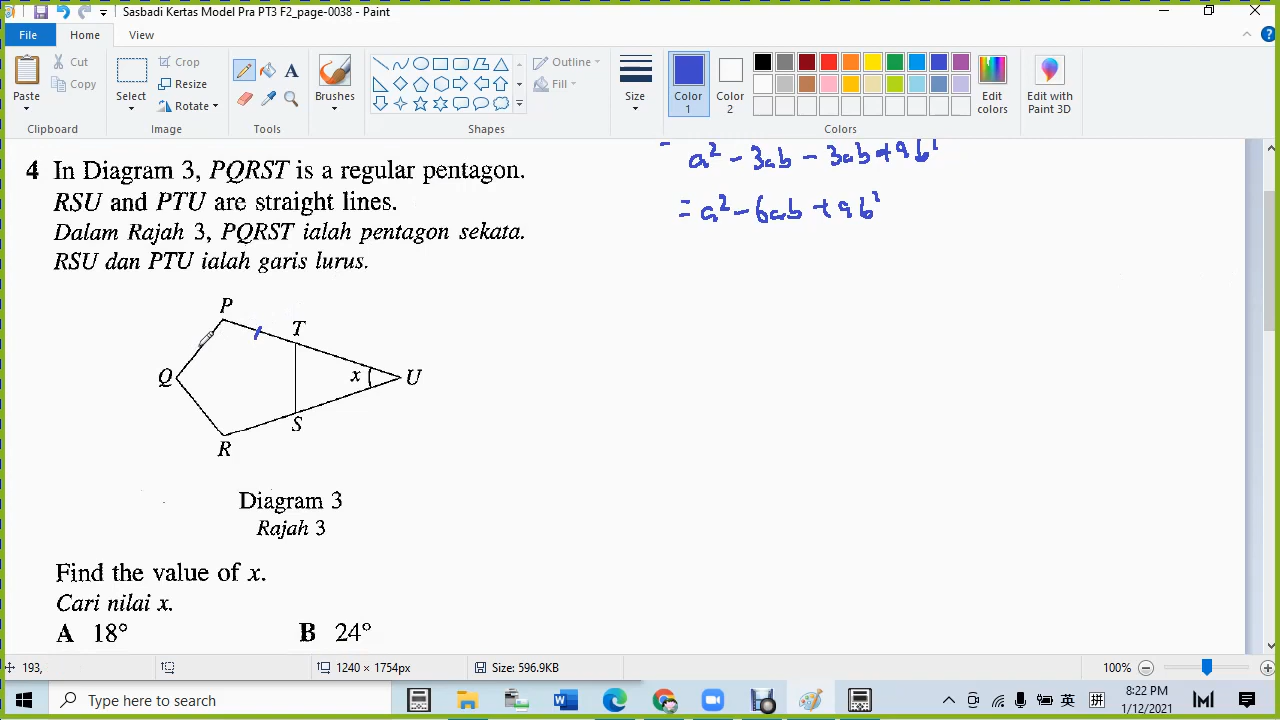 Sasbadi Kertas Model Pra PT3 F2_page-0038 - Paint
File Home View
Paste Cut Copy Select Crop Resize Rotate A Brushes Outline Fill Size Color 1 Color 2 Edit colors Edit with Paint 3D
Clipboard Image Tools Shapes Colors
a² - 3ab - 3ab + 9b²
= a² - 6ab + 9b²
4 In Diagram 3, PQRST is a regular pentagon.
RSU and PTU are straight lines.
Dalam Rajah 3, PQRST ialah pentagon sekata.
RSU dan PTU ialah garis lurus.
P
T
Q x U
S
R
Diagram 3
Rajah 3
Find the value of x.
Cari nilai x.
A 18° B 24°
193, 1240 × 1754px Size: 596.9KB 100%
Type here to search 英 拼 8:22 PM
1/12/2021